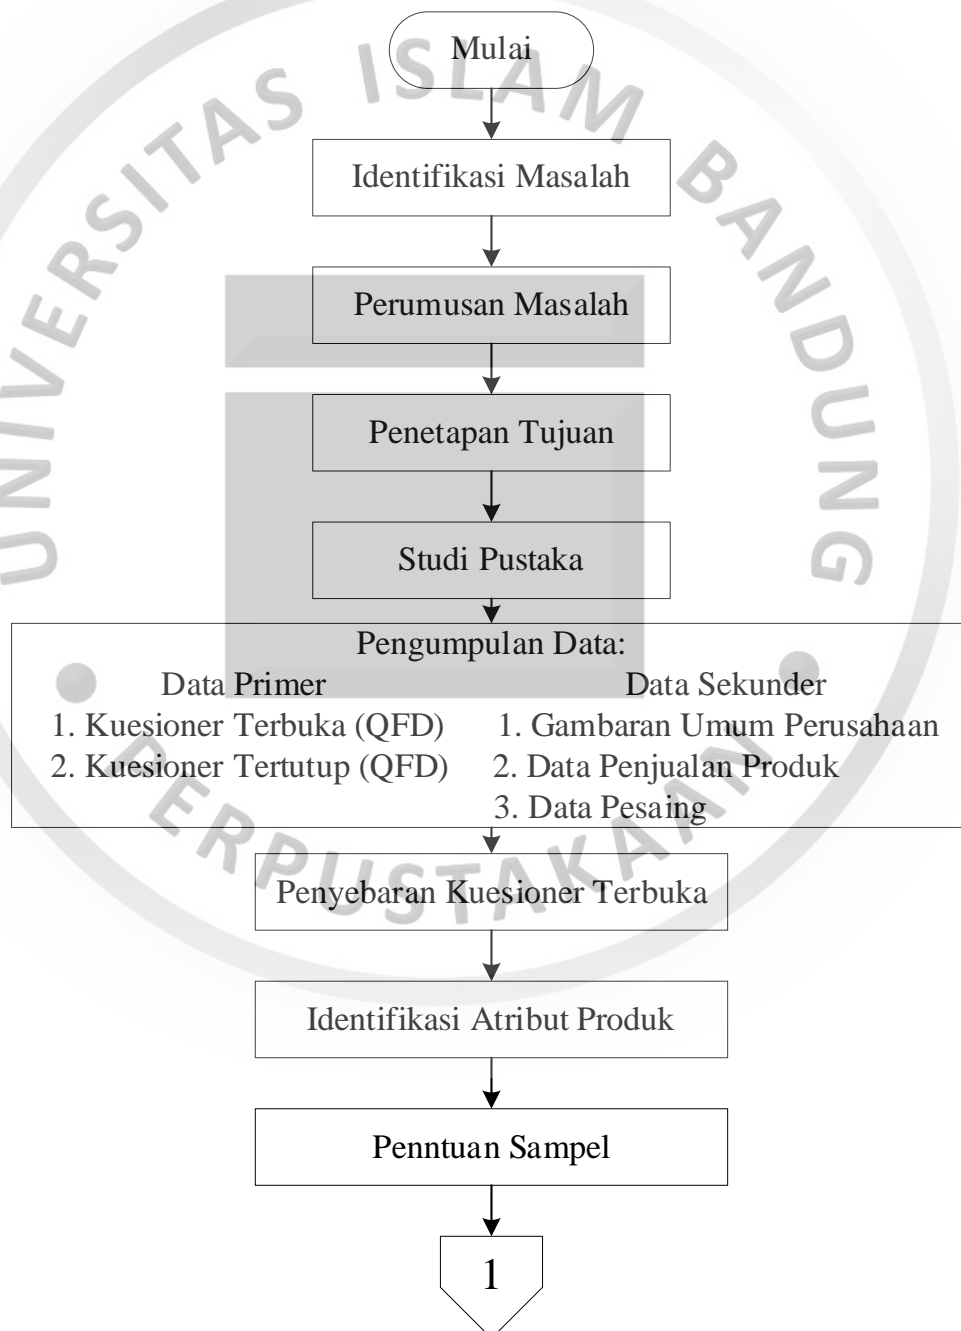 Mulai
Identifikasi Masalah
Perumusan Masalah
Penetapan Tujuan
Studi Pustaka
Pengumpulan Data:
Data Primer
1. Kuesioner Terbuka (QFD)
2. Kuesioner Tertutup (QFD)
Data Sekunder
1. Gambaran Umum Perusahaan
2. Data Penjualan Produk
3. Data Pesaing
Penyebaran Kuesioner Terbuka
Identifikasi Atribut Produk
Penntuan Sampel
1
UNIVERSITAS ISLAM BANDUNG
PERPUSTAKAAN